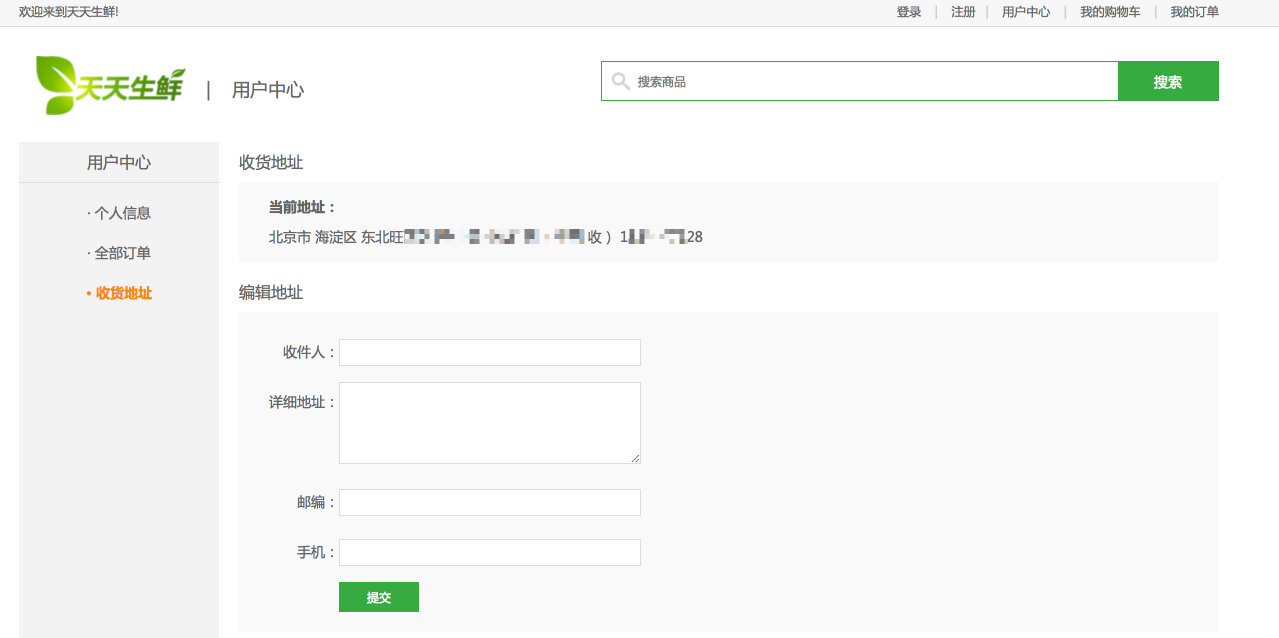 欢迎来到天天生鲜!
登录 | 注册 | 用户中心 | 我的购物车 | 我的订单
天天生鲜 | 用户中心
搜索商品 搜索
用户中心
· 个人信息
· 全部订单
• 收货地址
收货地址
当前地址：
北京市 海淀区 东北旺 收 ） 1 28
编辑地址
收件人：
详细地址：
邮编：
手机：
提交